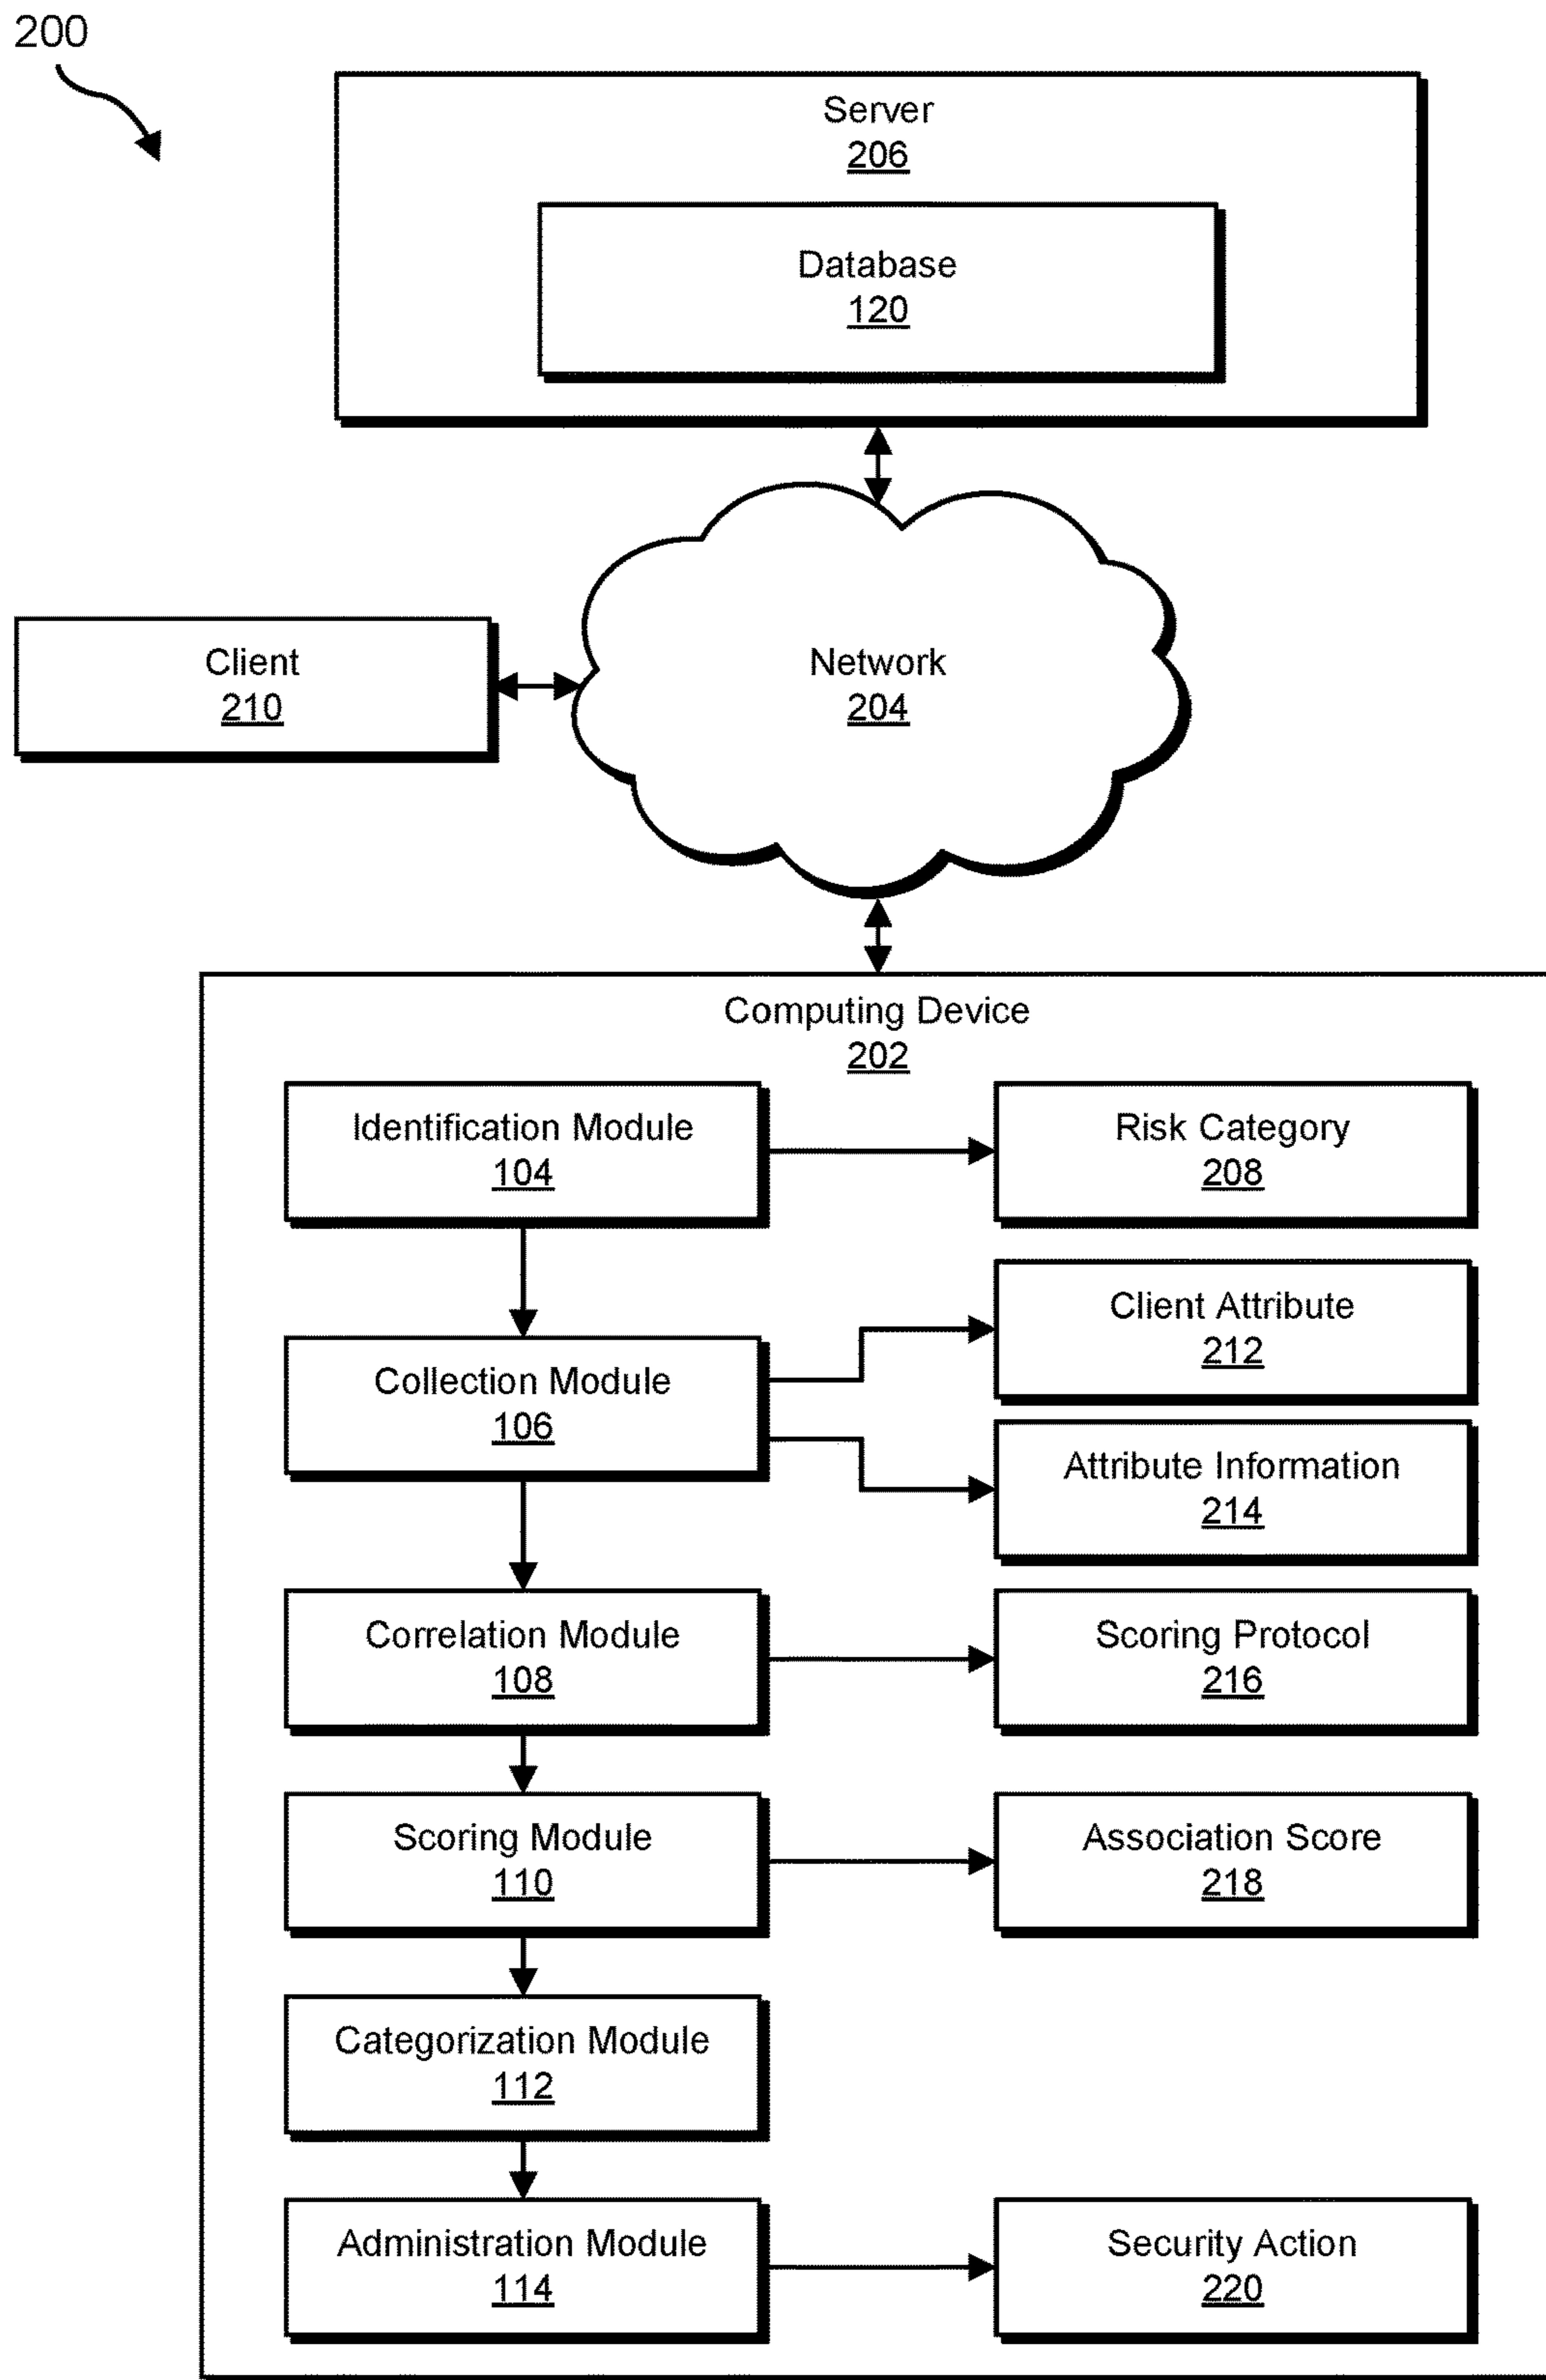 200
Server
206
Database
120
Client
210
Network
204
Computing Device
202
Identification Module
104
Risk Category
208
Collection Module
106
Client Attribute
212
Attribute Information
214
Correlation Module
108
Scoring Protocol
216
Scoring Module
110
Association Score
218
Categorization Module
112
Administration Module
114
Security Action
220